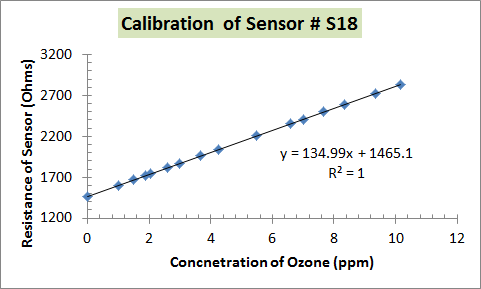 Calibration of Sensor # S18
Resistance of Sensor (Ohms)
3200
2700
2200
1700
1200
y = 134.99x + 1465.1
R² = 1
0 2 4 6 8 10 12
Concnetration of Ozone (ppm)